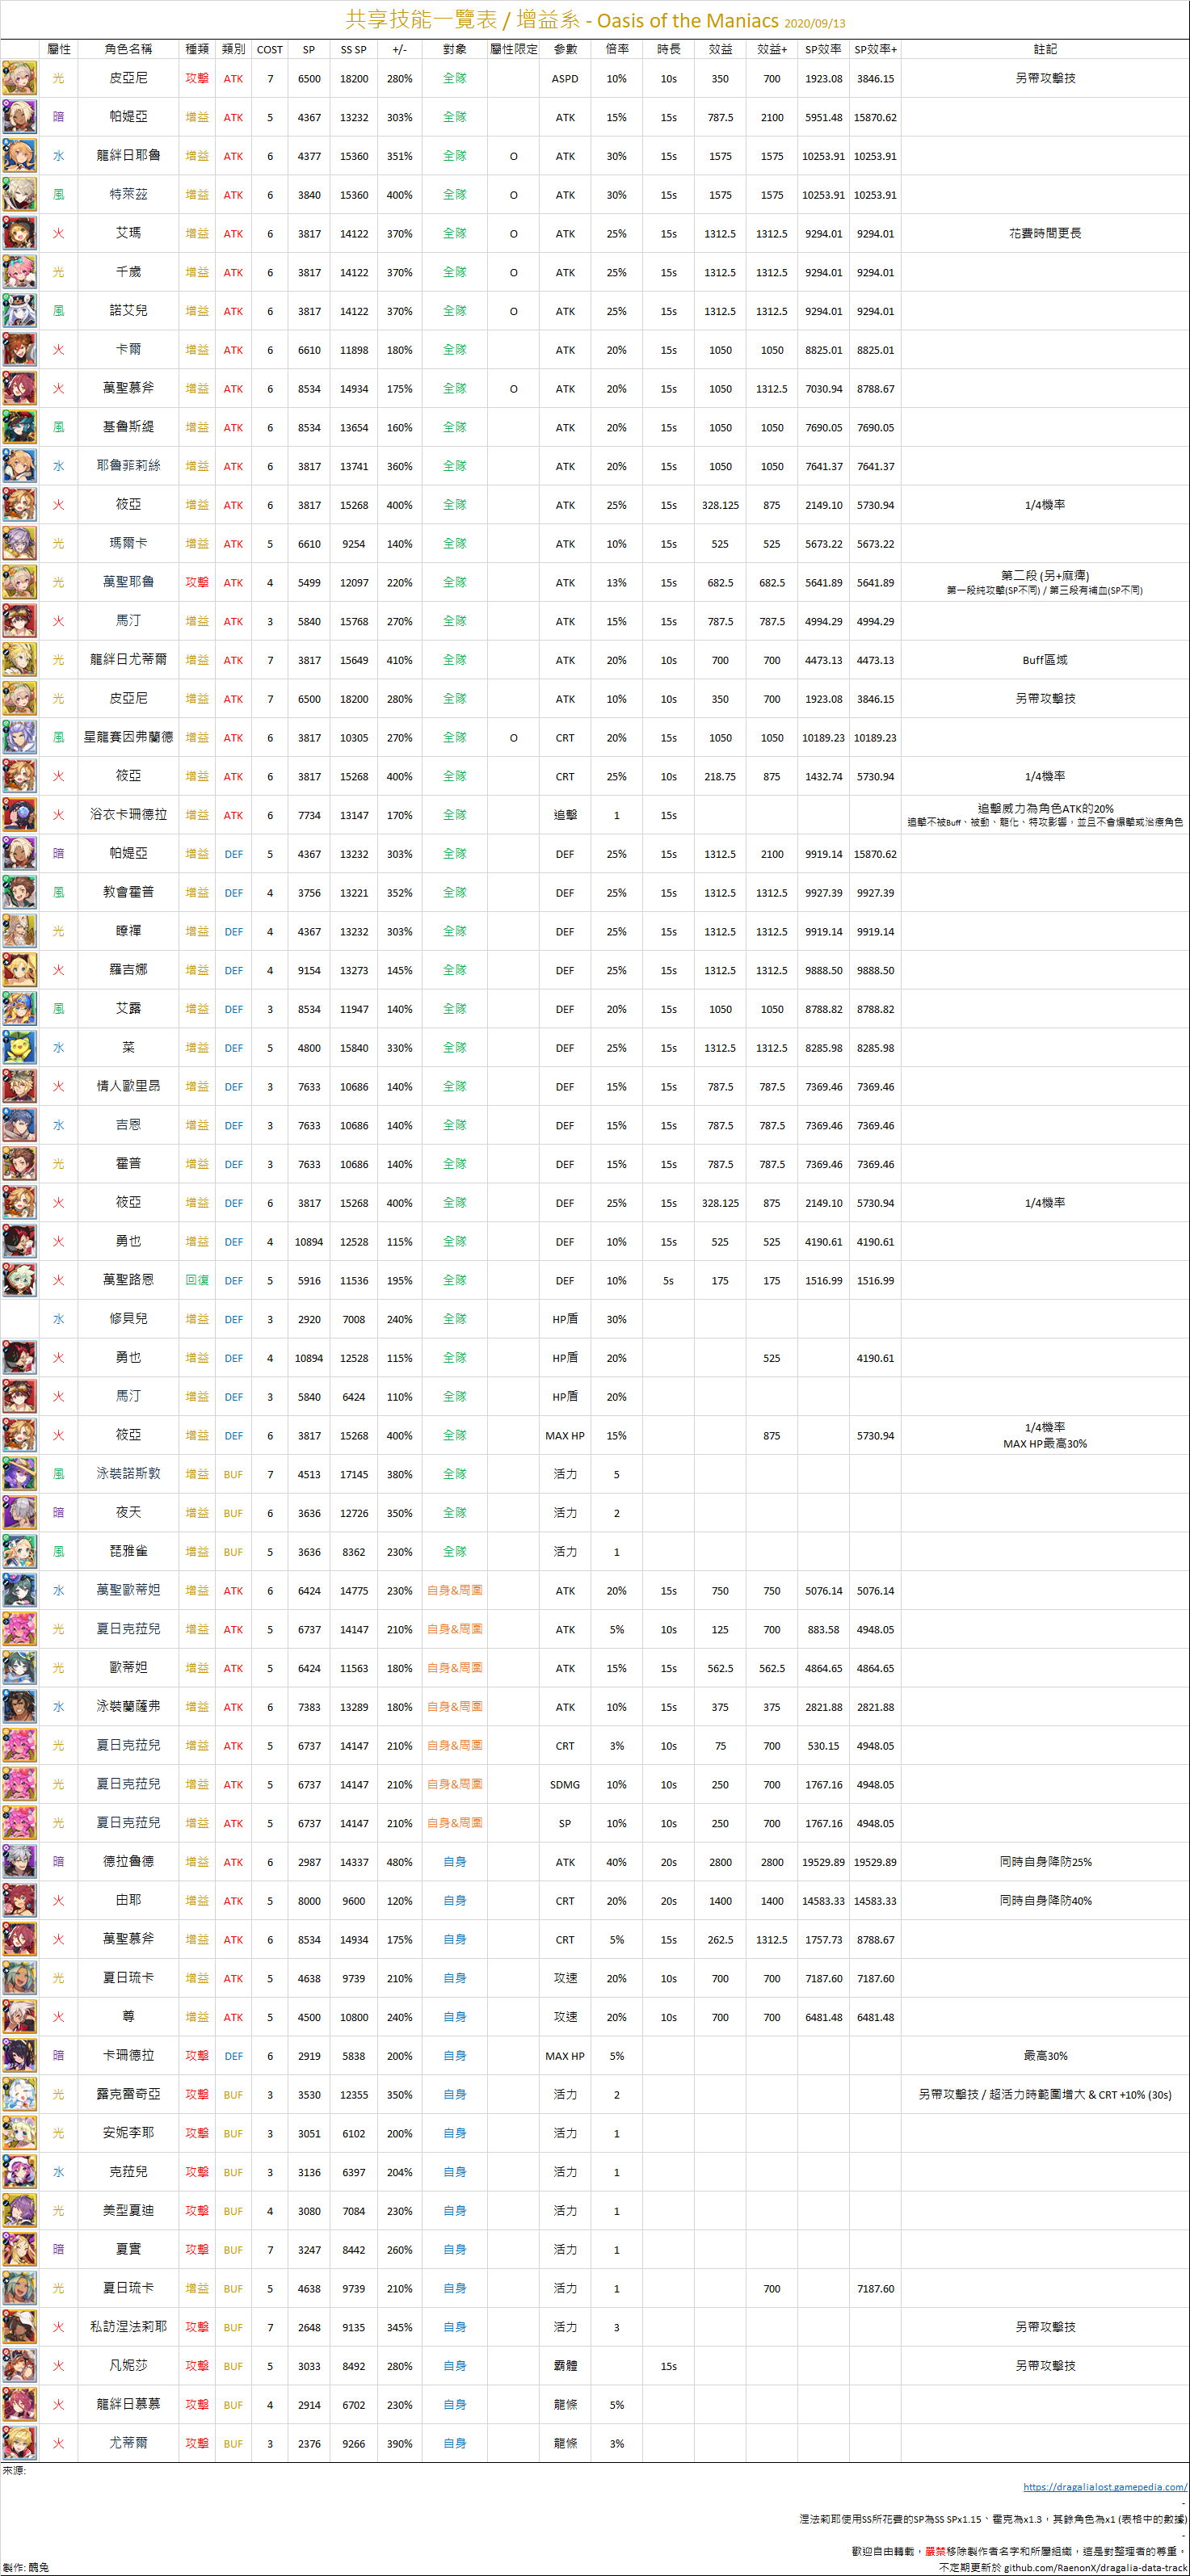 共享技能一覽表 / 增益系 - Oasis of the Maniacs 2020/09/13
屬性 角色名稱 種類 類別 COST SP SS SP +/- 對象 屬性限定 參數 倍率 時長 效益 效益+ SP效率 SP效率+ 註記
光 皮亞尼 攻擊 ATK 7 6500 18200 280% 全隊 ASPD 10% 10s 350 700 1923.08 3846.15 另帶攻擊技
暗 帕媞亞 增益 ATK 5 4367 13232 303% 全隊 ATK 15% 15s 787.5 2100 5951.48 15870.62
水 龍絆日耶魯 增益 ATK 6 4377 15360 351% 全隊 O ATK 30% 15s 1575 1575 10253.91 10253.91
風 特萊茲 增益 ATK 6 3840 15360 400% 全隊 O ATK 30% 15s 1575 1575 10253.91 10253.91
火 艾瑪 增益 ATK 6 3817 14122 370% 全隊 O ATK 25% 15s 1312.5 1312.5 9294.01 9294.01 花費時間更長
光 千歲 增益 ATK 6 3817 14122 370% 全隊 O ATK 25% 15s 1312.5 1312.5 9294.01 9294.01
風 諾艾兒 增益 ATK 6 3817 14122 370% 全隊 O ATK 25% 15s 1312.5 1312.5 9294.01 9294.01
火 卡爾 增益 ATK 6 6610 11898 180% 全隊 ATK 20% 15s 1050 1050 8825.01 8825.01
火 萬聖慕斧 增益 ATK 6 8534 14934 175% 全隊 O ATK 20% 15s 1050 1312.5 7030.94 8788.67
風 基魯斯緹 增益 ATK 6 8534 13654 160% 全隊 ATK 20% 15s 1050 1050 7690.05 7690.05
水 耶魯菲莉絲 增益 ATK 6 3817 13741 360% 全隊 ATK 20% 15s 1050 1050 7641.37 7641.37
火 筱亞 增益 ATK 6 3817 15268 400% 全隊 ATK 25% 15s 328.125 875 2149.10 5730.94 1/4機率
光 瑪爾卡 增益 ATK 5 6610 9254 140% 全隊 ATK 10% 15s 525 525 5673.22 5673.22
光 萬聖耶魯 攻擊 ATK 4 5499 12097 220% 全隊 ATK 13% 15s 682.5 682.5 5641.89 5641.89 第二段 (另+麻痺)
第一段純攻擊(SP不同) / 第三段有補血(SP不同)
火 馬汀 增益 ATK 3 5840 15768 270% 全隊 ATK 15% 15s 787.5 787.5 4994.29 4994.29
光 龍絆日尤蒂爾 增益 ATK 7 3817 15649 410% 全隊 ATK 20% 10s 700 700 4473.13 4473.13 Buff區域
光 皮亞尼 增益 ATK 7 6500 18200 280% 全隊 ATK 10% 10s 350 700 1923.08 3846.15 另帶攻擊技
風 星龍賽因弗蘭德 增益 ATK 6 3817 10305 270% 全隊 O CRT 20% 15s 1050 1050 10189.23 10189.23
火 筱亞 增益 ATK 6 3817 15268 400% 全隊 CRT 25% 10s 218.75 875 1432.74 5730.94 1/4機率
火 浴衣卡珊德拉 增益 ATK 6 7734 13147 170% 全隊 追擊 1 15s 追擊威力為角色ATK的20%
追擊不被Buff、被動、龍化、特攻影響，並且不會爆擊或治療角色
暗 帕媞亞 增益 DEF 5 4367 13232 303% 全隊 DEF 25% 15s 1312.5 2100 9919.14 15870.62
風 教會霍普 增益 DEF 4 3756 13221 352% 全隊 DEF 25% 15s 1312.5 1312.5 9927.39 9927.39
光 瞭禪 增益 DEF 4 4367 13232 303% 全隊 DEF 25% 15s 1312.5 1312.5 9919.14 9919.14
火 羅吉娜 增益 DEF 4 9154 13273 145% 全隊 DEF 25% 15s 1312.5 1312.5 9888.50 9888.50
風 艾露 增益 DEF 3 8534 11947 140% 全隊 DEF 20% 15s 1050 1050 8788.82 8788.82
水 菜 增益 DEF 5 4800 15840 330% 全隊 DEF 25% 15s 1312.5 1312.5 8285.98 8285.98
火 情人歐里昂 增益 DEF 3 7633 10686 140% 全隊 DEF 15% 15s 787.5 787.5 7369.46 7369.46
水 吉恩 增益 DEF 3 7633 10686 140% 全隊 DEF 15% 15s 787.5 787.5 7369.46 7369.46
光 霍普 增益 DEF 3 7633 10686 140% 全隊 DEF 15% 15s 787.5 787.5 7369.46 7369.46
火 筱亞 增益 DEF 6 3817 15268 400% 全隊 DEF 25% 15s 328.125 875 2149.10 5730.94 1/4機率
火 勇也 增益 DEF 4 10894 12528 115% 全隊 DEF 10% 15s 525 525 4190.61 4190.61
火 萬聖路恩 回復 DEF 5 5916 11536 195% 全隊 DEF 10% 5s 175 175 1516.99 1516.99
水 修貝兒 增益 DEF 3 2920 7008 240% 全隊 HP盾 30%
火 勇也 增益 DEF 4 10894 12528 115% 全隊 HP盾 20% 525 4190.61
火 馬汀 增益 DEF 3 5840 6424 110% 全隊 HP盾 20%
火 筱亞 增益 DEF 6 3817 15268 400% 全隊 MAX HP 15% 875 5730.94 1/4機率
MAX HP最高30%
風 泳裝諾斯敦 增益 BUF 7 4513 17145 380% 全隊 活力 5
暗 夜天 增益 BUF 6 3636 12726 350% 全隊 活力 2
風 琵雅雀 增益 BUF 5 3636 8362 230% 全隊 活力 1
水 萬聖歐蒂妲 增益 ATK 6 6424 14775 230% 自身&周圍 ATK 20% 15s 750 750 5076.14 5076.14
光 夏日克菈兒 增益 ATK 5 6737 14147 210% 自身&周圍 ATK 5% 10s 125 700 883.58 4948.05
光 歐蒂妲 增益 ATK 5 6424 11563 180% 自身&周圍 ATK 15% 15s 562.5 562.5 4864.65 4864.65
水 泳裝蘭薩弗 增益 ATK 6 7383 13289 180% 自身&周圍 ATK 10% 15s 375 375 2821.88 2821.88
光 夏日克菈兒 增益 ATK 5 6737 14147 210% 自身&周圍 CRT 3% 10s 75 700 530.15 4948.05
光 夏日克菈兒 增益 ATK 5 6737 14147 210% 自身&周圍 SDMG 10% 10s 250 700 1767.16 4948.05
光 夏日克菈兒 增益 ATK 5 6737 14147 210% 自身&周圍 SP 10% 10s 250 700 1767.16 4948.05
暗 德拉魯德 增益 ATK 6 2987 14337 480% 自身 ATK 40% 20s 2800 2800 19529.89 19529.89 同時自身降防25%
火 由耶 增益 ATK 5 8000 9600 120% 自身 CRT 20% 20s 1400 1400 14583.33 14583.33 同時自身降防40%
火 萬聖慕斧 增益 ATK 6 8534 14934 175% 自身 CRT 5% 15s 262.5 1312.5 1757.73 8788.67
光 夏日琉卡 增益 ATK 5 4638 9739 210% 自身 攻速 20% 10s 700 700 7187.60 7187.60
火 尊 增益 ATK 5 4500 10800 240% 自身 攻速 20% 10s 700 700 6481.48 6481.48
暗 卡珊德拉 攻擊 DEF 6 2919 5838 200% 自身 MAX HP 5% 最高30%
光 露克雷奇亞 攻擊 BUF 3 3530 12355 350% 自身 活力 2 另帶攻擊技 / 超活力時範圍增大 & CRT +10% (30s)
光 安妮李耶 攻擊 BUF 3 3051 6102 200% 自身 活力 1
水 克菈兒 攻擊 BUF 3 3136 6397 204% 自身 活力 1
光 美型夏迪 攻擊 BUF 4 3080 7084 230% 自身 活力 1
暗 夏實 攻擊 BUF 7 3247 8442 260% 自身 活力 1
光 夏日琉卡 增益 BUF 5 4638 9739 210% 自身 活力 1 700 7187.60
火 私訪涅法莉耶 攻擊 BUF 7 2648 9135 345% 自身 活力 3 另帶攻擊技
火 凡妮莎 攻擊 BUF 5 3033 8492 280% 自身 霸體 15s 另帶攻擊技
火 龍絆日慕慕 攻擊 BUF 4 2914 6702 230% 自身 龍條 5%
火 尤蒂爾 攻擊 BUF 3 2376 9266 390% 自身 龍條 3%
來源:
https://dragalialost.gamepedia.com/
-
涅法莉耶使用SS所花費的SP為SS SPx1.15、霍克為x1.3，其餘角色為x1 (表格中的數據)
-
歡迎自由轉載，嚴禁移除製作者名字和所屬組織，這是對整理者的尊重。
製作: 醜兔 不定期更新於 github.com/RaenonX/dragalia-data-track